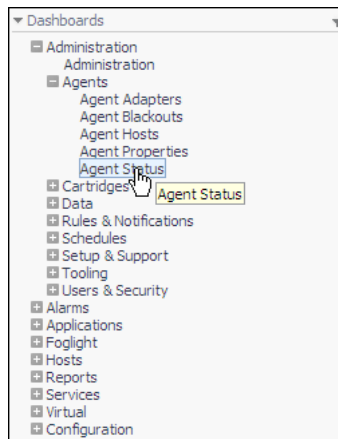 Dashboards
Administration
Administration
Agents
Agent Adapters
Agent Blackouts
Agent Hosts
Agent Properties
Agent Status
Cartridges
Agent Status
Data
Rules & Notifications
Schedules
Setup & Support
Tooling
Users & Security
Alarms
Applications
Foglight
Hosts
Reports
Services
Virtual
Configuration